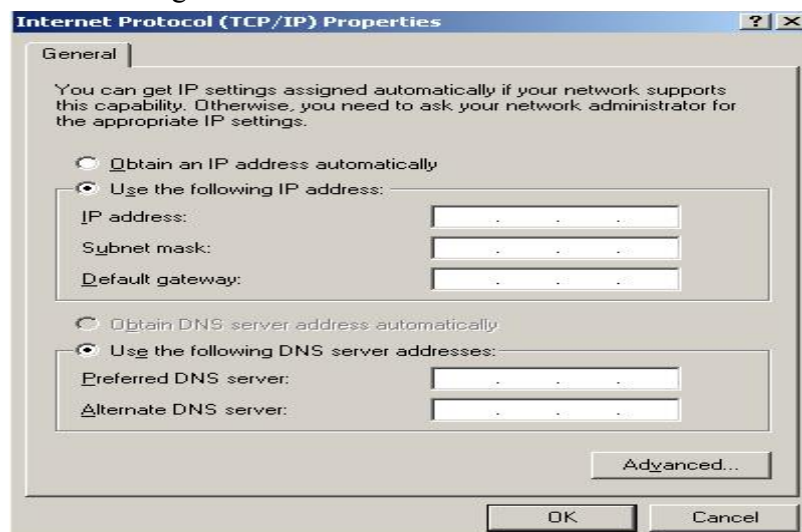 Internet Protocol (TCP/IP) Properties
General
You can get IP settings assigned automatically if your network supports
this capability. Otherwise, you need to ask your network administrator for
the appropriate IP settings.
Obtain an IP address automatically
Use the following IP address:
IP address:
Subnet mask:
Default gateway:
Obtain DNS server address automatically
Use the following DNS server addresses:
Preferred DNS server:
Alternate DNS server:
Advanced...
OK Cancel